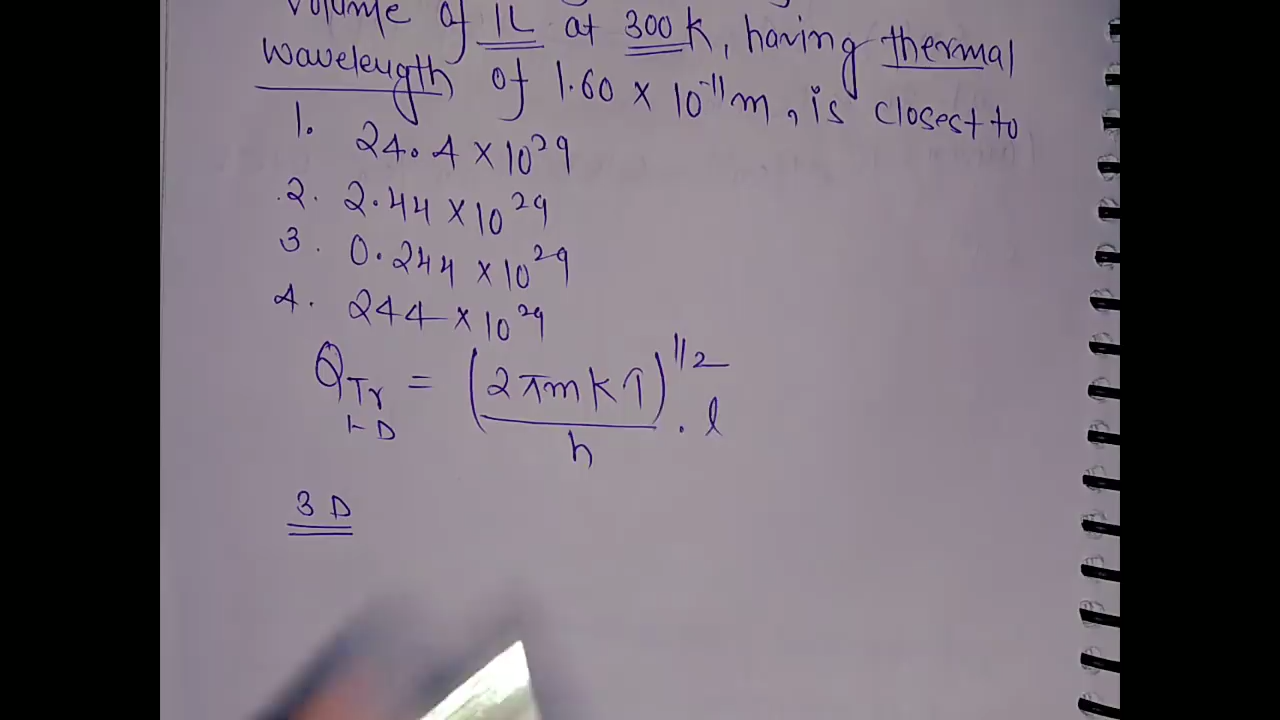 volume of 1L at 300 K, having thermal
wavelength of 1.60 × 10⁻¹¹m, is closest to
1. 24.4 × 10²⁹
2. 2.44 × 10²⁹
3. 0.244 × 10²⁹
4. 244 × 10²⁹
Q_Tr 1-D = (2πmkT / h)^1/2 . l
3 D